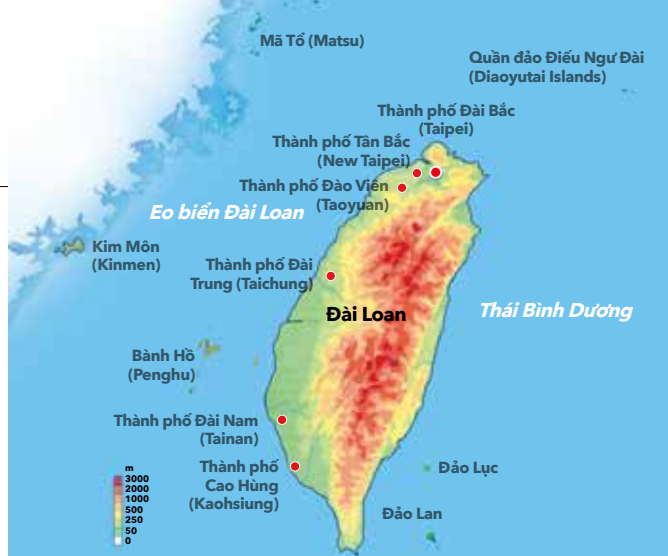 Mã Tổ (Matsu)
Quần đảo Điếu Ngư Đài
(Diaoyutai Islands)
Thành phố Đài Bắc
(Taipei)
Thành phố Tân Bắc
(New Taipei)
Thành phố Đào Viên
(Taoyuan)
Eo biển Đài Loan
Kim Môn
(Kinmen)
Thành phố Đài
Trung (Taichung)
Đài Loan
Thái Bình Dương
Bành Hồ
(Penghu)
Thành phố Đài Nam
(Tainan)
Thành phố
Cao Hùng
(Kaohsiung)
Đảo Lục
Đảo Lan
m
3000
2000
1000
500
250
50
0